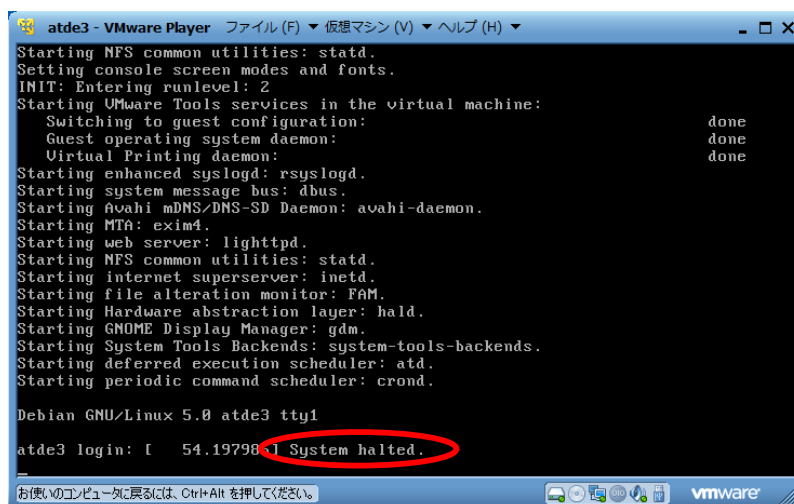 atde3 - VMware Player ファイル (F) ▼ 仮想マシン (V) ▼ ヘルプ (H) ▼
Starting NFS common utilities: statd.
Setting console screen modes and fonts.
INIT: Entering runlevel: 2
Starting VMware Tools services in the virtual machine:
Switching to guest configuration: done
Guest operating system daemon: done
Virtual Printing daemon: done
Starting enhanced syslogd: rsyslogd.
Starting system message bus: dbus.
Starting Avahi mDNS/DNS-SD Daemon: avahi-daemon.
Starting MTA: exim4.
Starting web server: lighttpd.
Starting NFS common utilities: statd.
Starting internet superserver: inetd.
Starting file alteration monitor: FAM.
Starting Hardware abstraction layer: hald.
Starting GNOME Display Manager: gdm.
Starting System Tools Backends: system-tools-backends.
Starting deferred execution scheduler: atd.
Starting periodic command scheduler: crond.
Debian GNU/Linux 5.0 atde3 tty1
atde3 login: [ 54.19798 ] System halted.
お使いのコンピュータに戻るには、Ctrl+Alt を押してください。 vmware